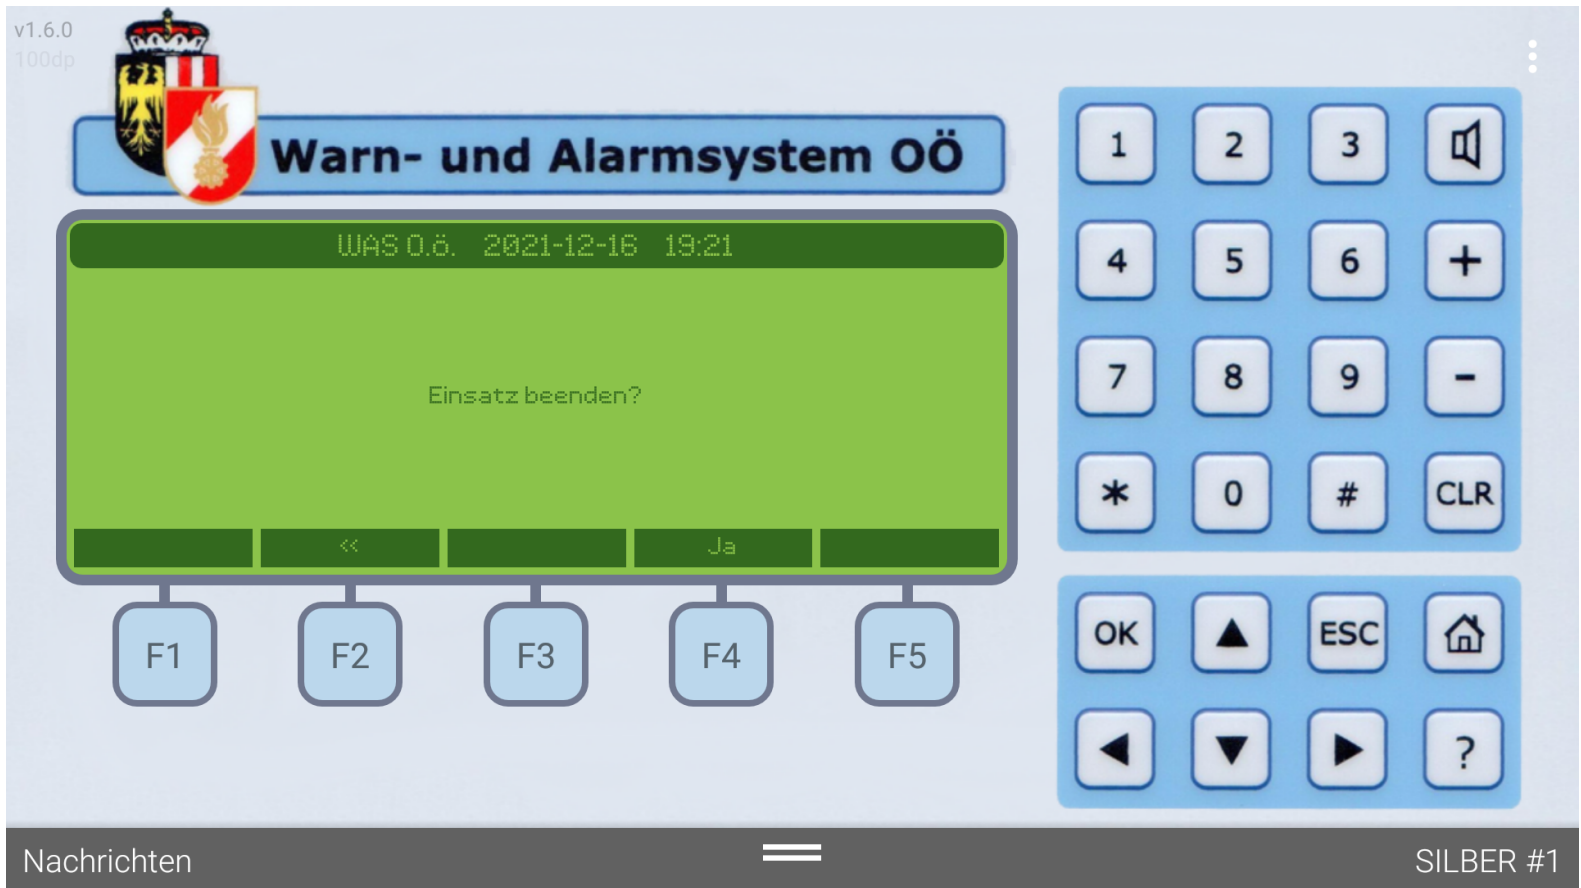 v1.6.0
100dp
Warn- und Alarmsystem OÖ
WAS O.ö. 2021-12-16 19:21
Einsatz beenden?
<< Ja
F1 F2 F3 F4 F5
1 2 3
4 5 6 +
7 8 9 -
* 0 # CLR
OK ESC
?
Nachrichten SILBER #1